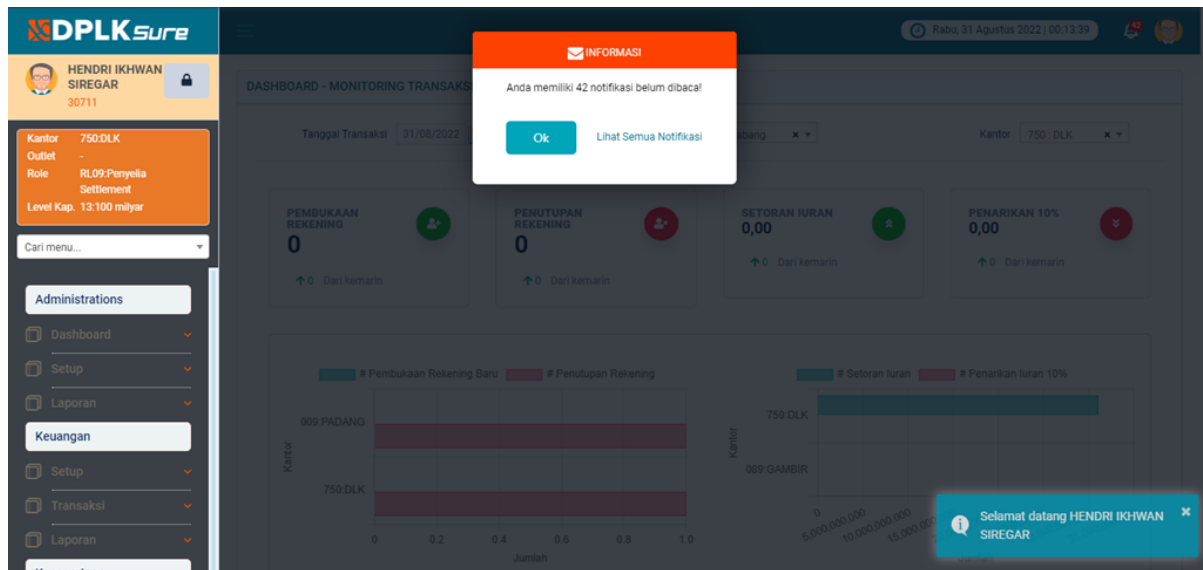 DPLKSure
HENDRI IKHWAN
SIREGAR
30711
Kantor 750:DLK
Outlet -
Role RL09:Penyelia
Settlement
Level Kap. 13:100 milyar
Cari menu...
Administrations
Dashboard
Setup
Laporan
Keuangan
Setup
Transaksi
Laporan
Rabu, 31 Agustus 2022 | 00:13:39
42
INFORMASI
Anda memiliki 42 notifikasi belum dibaca!
Ok Lihat Semua Notifikasi
DASHBOARD - MONITORING TRANSAKS
Tanggal Transaksi 31/08/2022
abang
Kantor 750 : DLK
PEMBUKAAN
REKENING
0
0 Dari kemarin
PENUTUPAN
REKENING
0
0 Dari kemarin
SETORAN IURAN
0,00
0 Dari kemarin
PENARIKAN 10%
0,00
0 Dari kemarin
# Pembukaan Rekening Baru # Penutupan Rekening
009:PADANG
750:DLK
Kantor
0 0.2 0.4 0.6 0.8 1.0
Jumlah
# Setoran Iuran # Penarikan Iuran 10%
750:DLK
089:GAMBIR
Kantor
0 5,000,000,000 10,000,000,000
Selamat datang HENDRI IKHWAN
SIREGAR